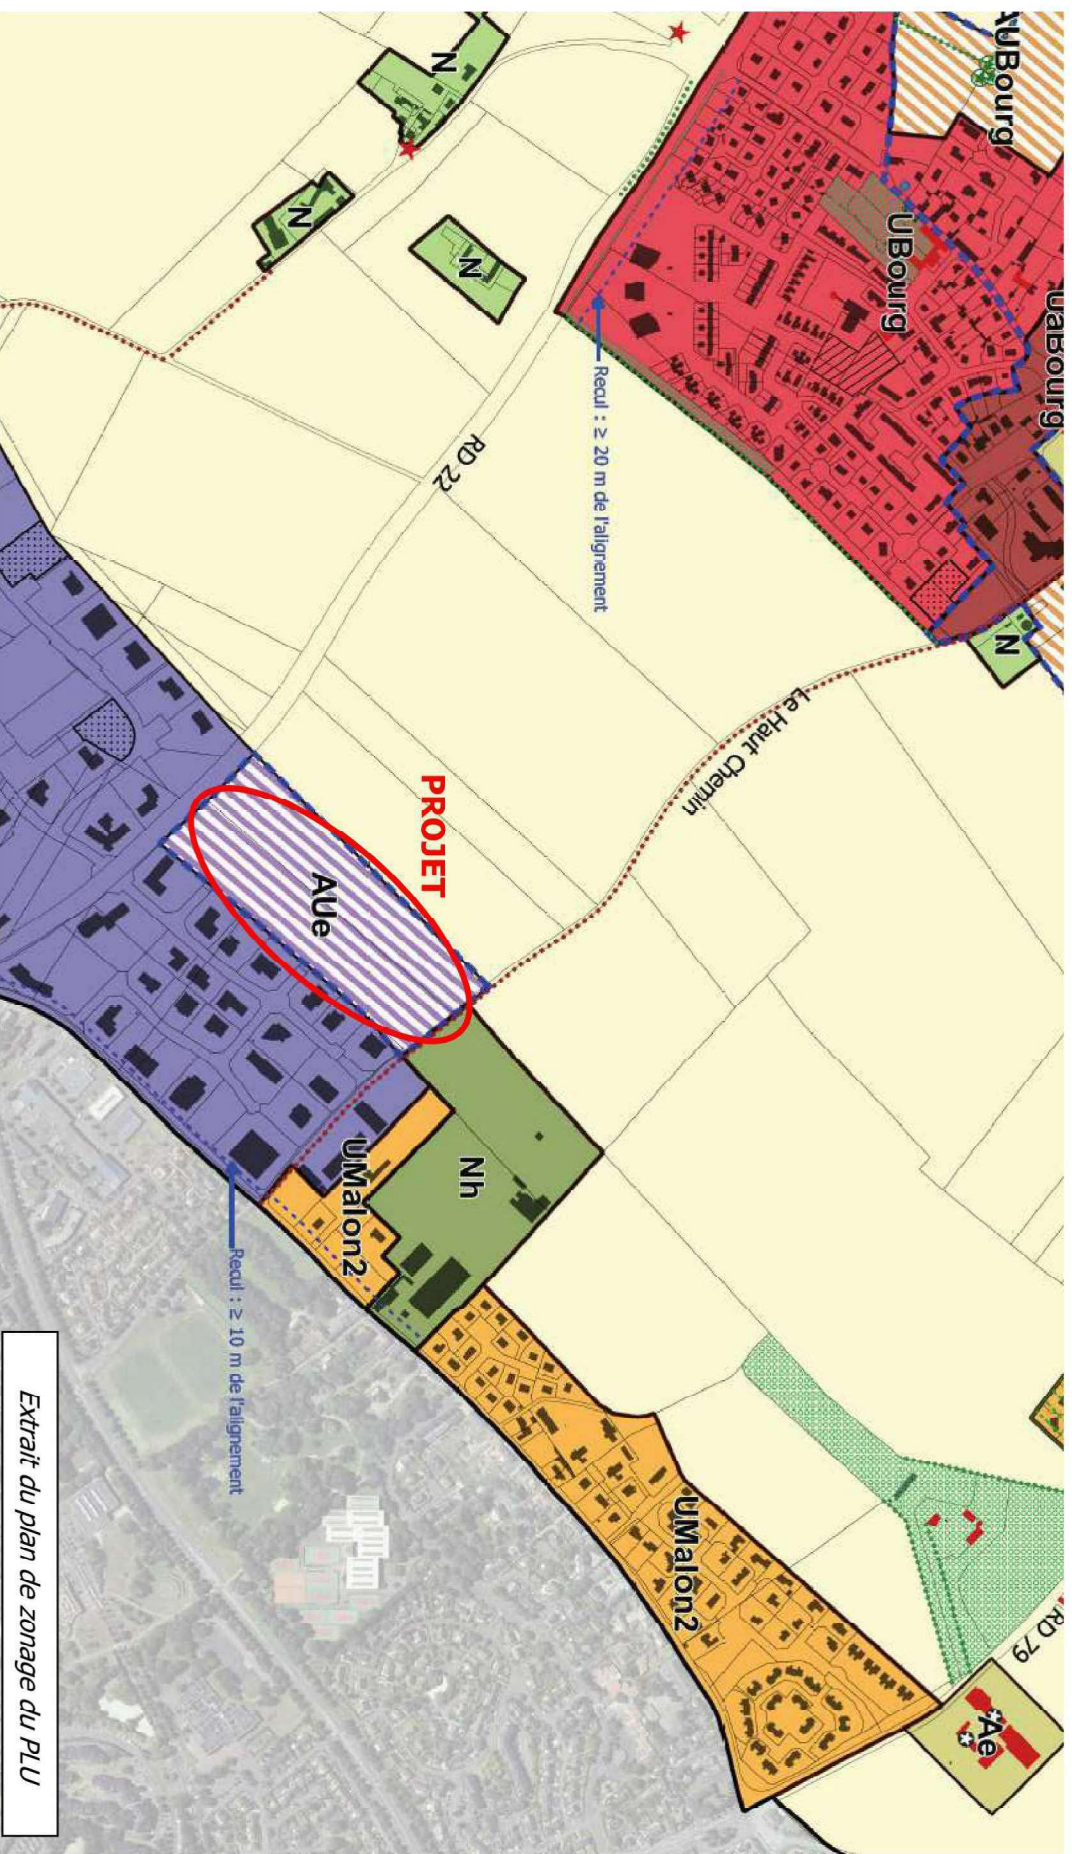 AUBourg
UaBourg
UBourg
N
N
N
N
Recul : ≥ 20 m de l'alignement
RD 22
Le Haut Chemin
PROJET
AUe
Nh
UMalon2
UMalon2
Recul : ≥ 10 m de l'alignement
RD 79
Ae
Extrait du plan de zonage du PLU